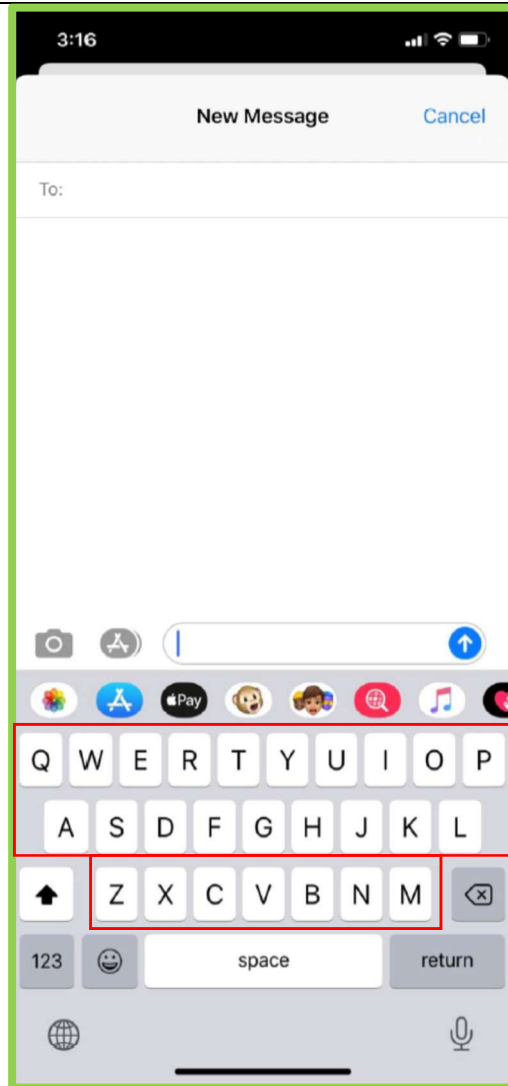 3:16
New Message
Cancel
To:
Pay
Q W E R T Y U I O P
A S D F G H J K L
Z X C V B N M
123
space
return